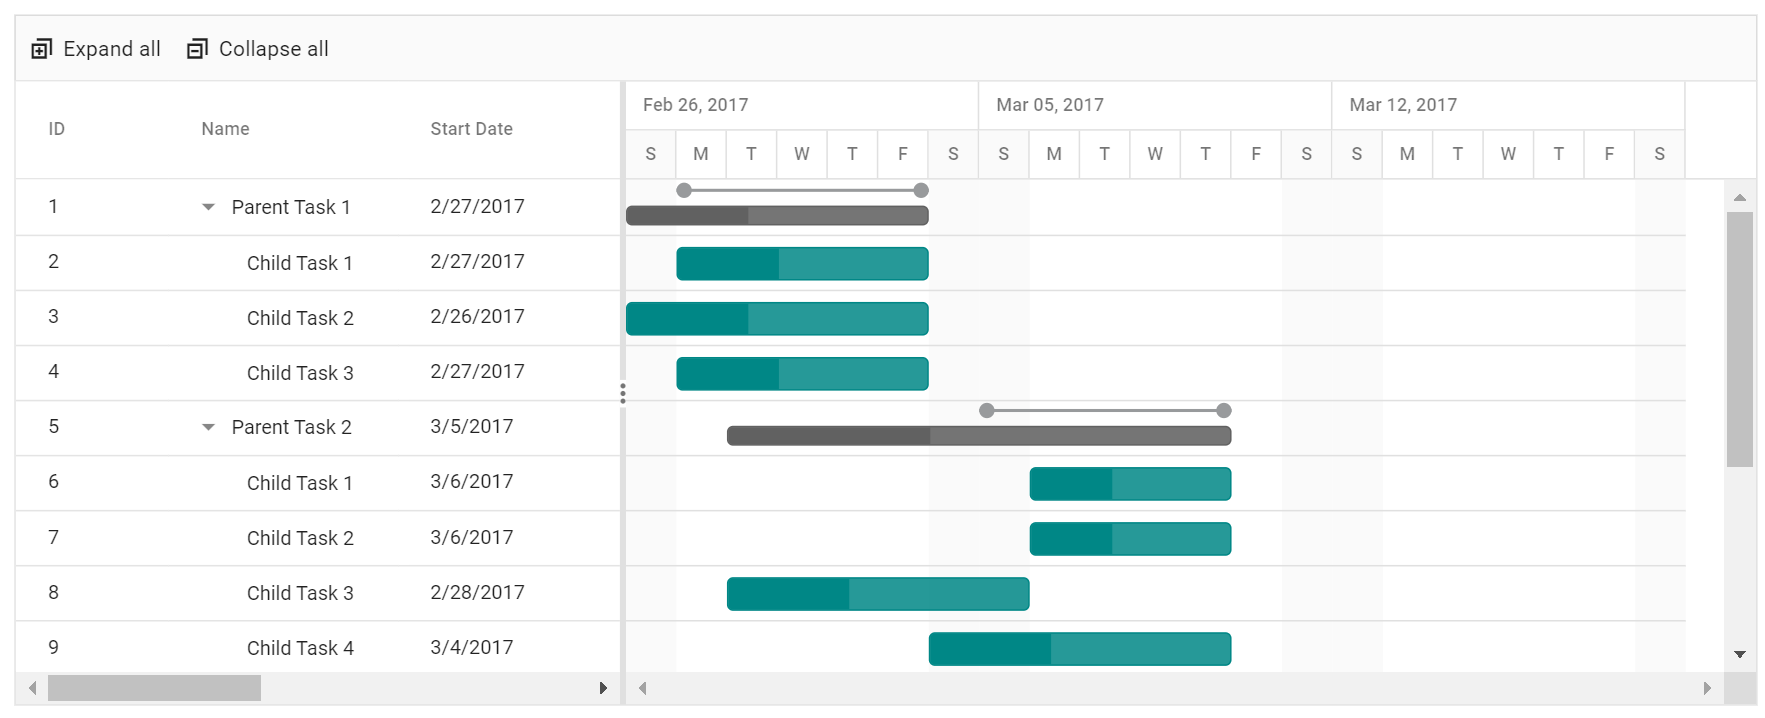 Expand all Collapse all
ID Name Start Date
Feb 26, 2017 Mar 05, 2017 Mar 12, 2017
S M T W T F S S M T W T F S S M T W T F S
1 Parent Task 1 2/27/2017
2 Child Task 1 2/27/2017
3 Child Task 2 2/26/2017
4 Child Task 3 2/27/2017
5 Parent Task 2 3/5/2017
6 Child Task 1 3/6/2017
7 Child Task 2 3/6/2017
8 Child Task 3 2/28/2017
9 Child Task 4 3/4/2017